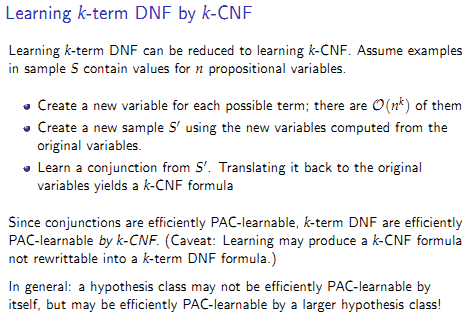 Learning k-term DNF by k-CNF
Learning k-term DNF can be reduced to learning k-CNF. Assume examples
in sample S contain values for n propositional variables.
Create a new variable for each possible term; there are O(n^k) of them
Create a new sample S′ using the new variables computed from the
original variables.
Learn a conjunction from S′. Translating it back to the original
variables yields a k-CNF formula
Since conjunctions are efficiently PAC-learnable, k-term DNF are efficiently
PAC-learnable by k-CNF. (Caveat: Learning may produce a k-CNF formula
not rewrittable into a k-term DNF formula.)
In general: a hypothesis class may not be efficiently PAC-learnable by
itself, but may be efficiently PAC-learnable by a larger hypothesis class!